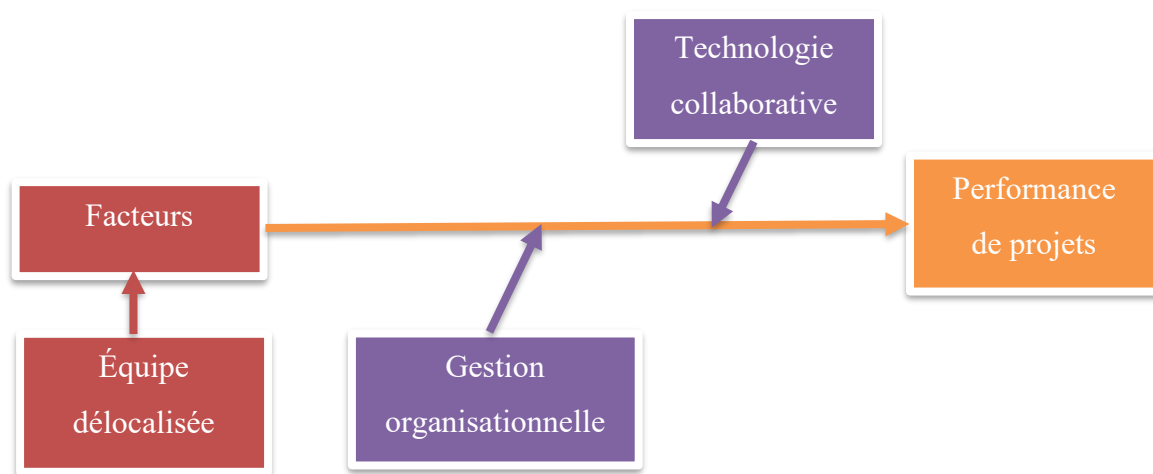 Technologie
collaborative
Performance
de projets
Facteurs
Équipe
délocalisée
Gestion
organisationnelle